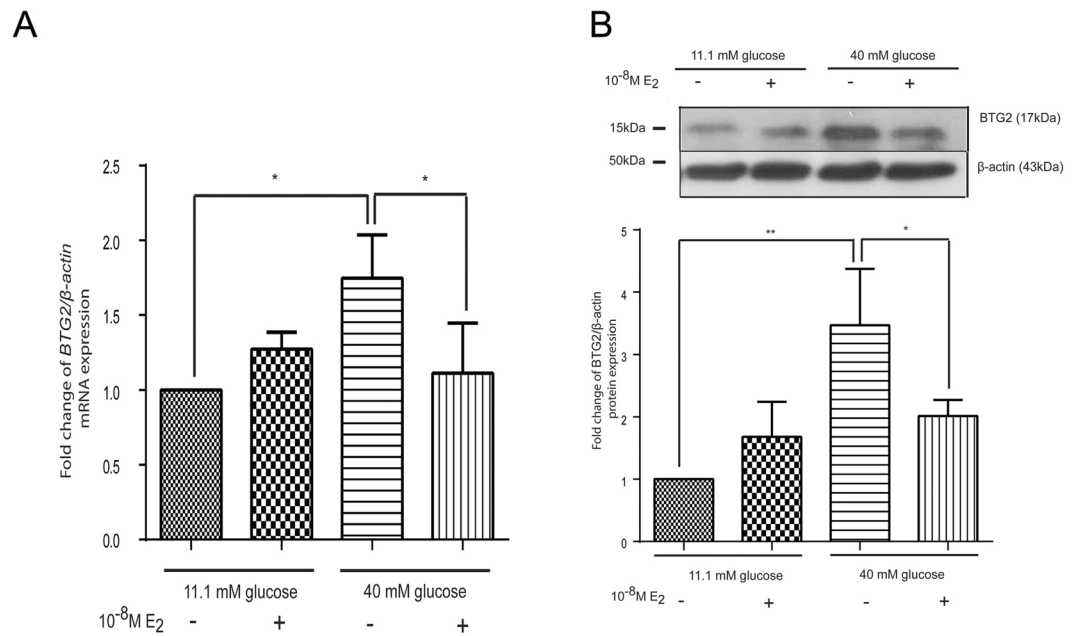 A
2.5
2.0
1.5
1.0
0.5
0.0
Fold change of BTG2/β-actin
mRNA expression
*
*
11.1 mM glucose 40 mM glucose
10⁻⁸M E₂ - + - +
B
11.1 mM glucose 40 mM glucose
10⁻⁸M E₂ - + - +
15kDa
50kDa
BTG2 (17kDa)
β-actin (43kDa)
5
4
3
2
1
0
Fold change of BTG2/β-actin
protein expression
**
*
11.1 mM glucose 40 mM glucose
10⁻⁸M E₂ - + - +